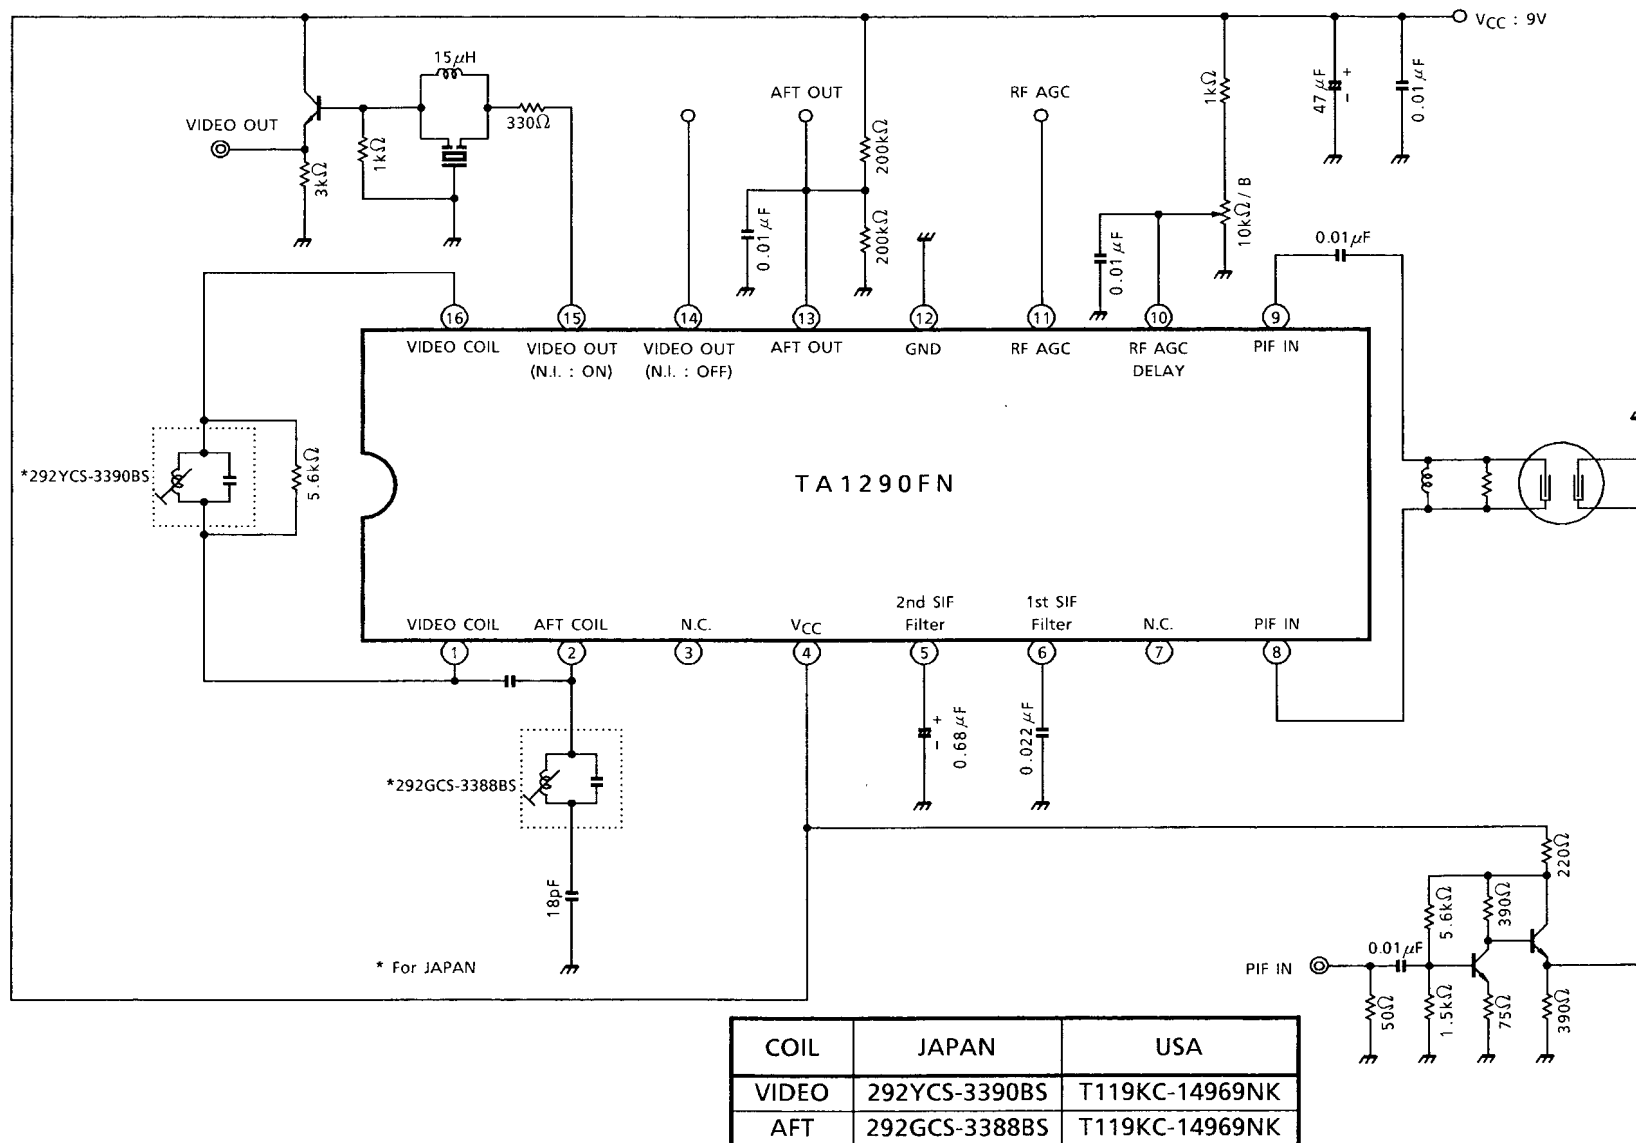 VCC : 9V
15μH
330Ω
VIDEO OUT
3kΩ
1kΩ
AFT OUT
RF AGC
200kΩ
200kΩ
0.01μF
1kΩ
10kΩ/B
0.01μF
47μF
+
−
0.01μF
0.01μF
16
15
14
13
12
11
10
9
VIDEO COIL
VIDEO OUT
(N.I. : ON)
VIDEO OUT
(N.I. : OFF)
AFT OUT
GND
RF AGC
RF AGC
DELAY
PIF IN
*292YCS-3390BS
5.6kΩ
TA1290FN
VIDEO COIL
AFT COIL
N.C.
VCC
2nd SIF
Filter
1st SIF
Filter
N.C.
PIF IN
1
2
3
4
5
6
7
8
+
−
0.68μF
0.022μF
*292GCS-3388BS
18pF
* For JAPAN
220Ω
5.6kΩ
390Ω
0.01μF
PIF IN
50Ω
1.5kΩ
75Ω
390Ω
COIL JAPAN USA
VIDEO 292YCS-3390BS T119KC-14969NK
AFT 292GCS-3388BS T119KC-14969NK